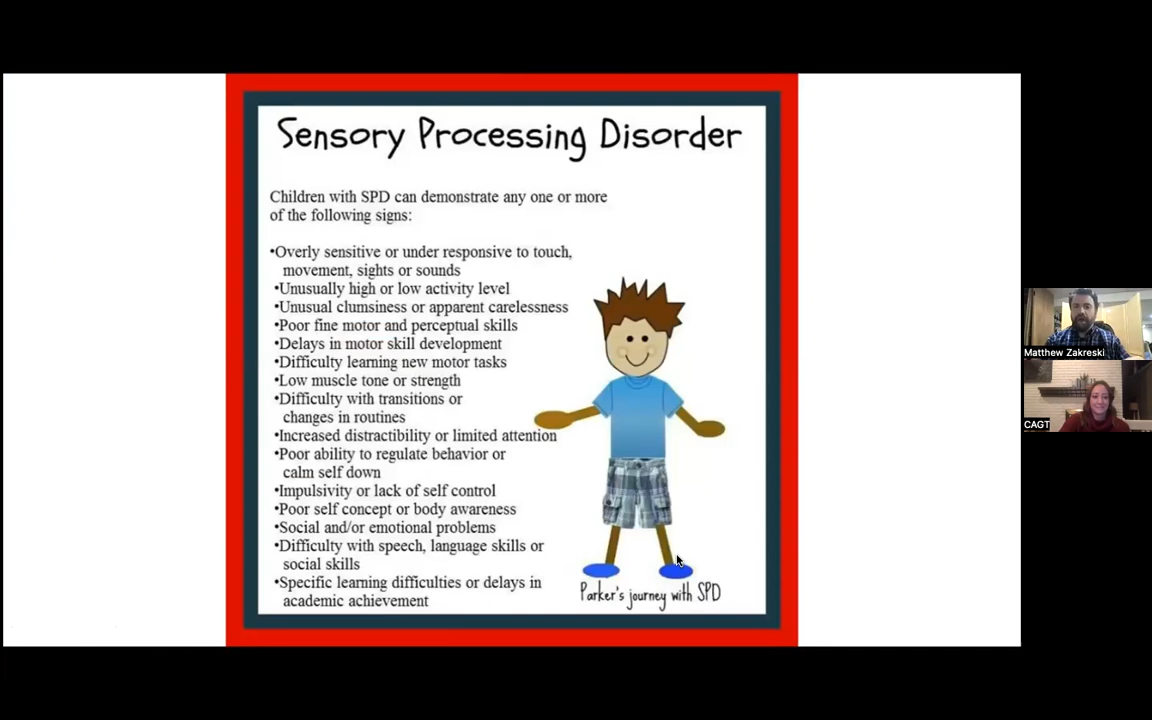 Sensory Processing Disorder
Children with SPD can demonstrate any one or more
of the following signs:
•Overly sensitive or under responsive to touch,
movement, sights or sounds
•Unusually high or low activity level
•Unusual clumsiness or apparent carelessness
•Poor fine motor and perceptual skills
•Delays in motor skill development
•Difficulty learning new motor tasks
•Low muscle tone or strength
•Difficulty with transitions or
changes in routines
•Increased distractibility or limited attention
•Poor ability to regulate behavior or
calm self down
•Impulsivity or lack of self control
•Poor self concept or body awareness
•Social and/or emotional problems
•Difficulty with speech, language skills or
social skills
•Specific learning difficulties or delays in
academic achievement
Parker's journey with SPD
Matthew Zakreski
CAGT